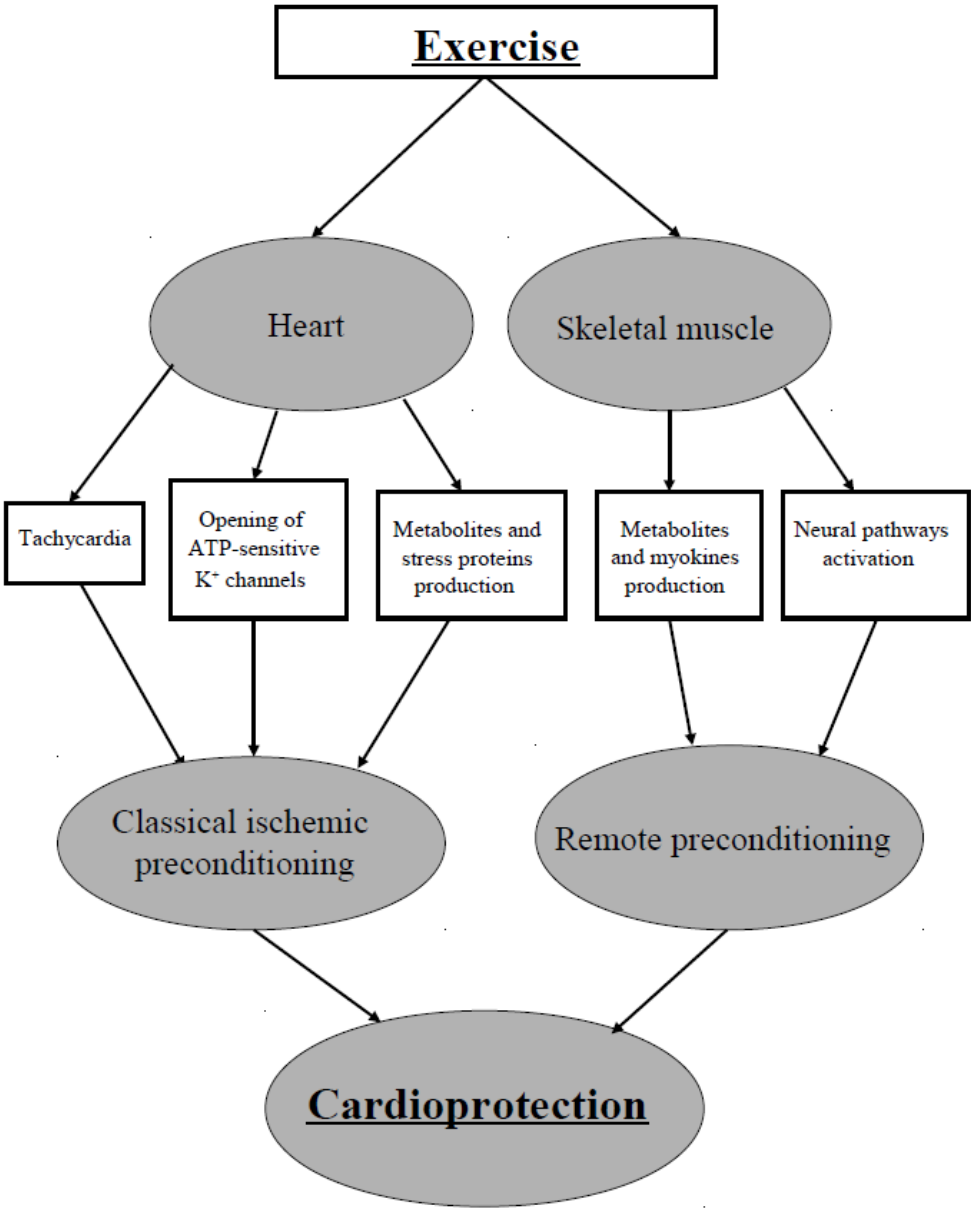 Exercise
Heart
Skeletal muscle
Tachycardia
Opening of
ATP-sensitive
K⁺ channels
Metabolites and
stress proteins
production
Metabolites
and myokines
production
Neural pathways
activation
Classical ischemic
preconditioning
Remote preconditioning
Cardioprotection